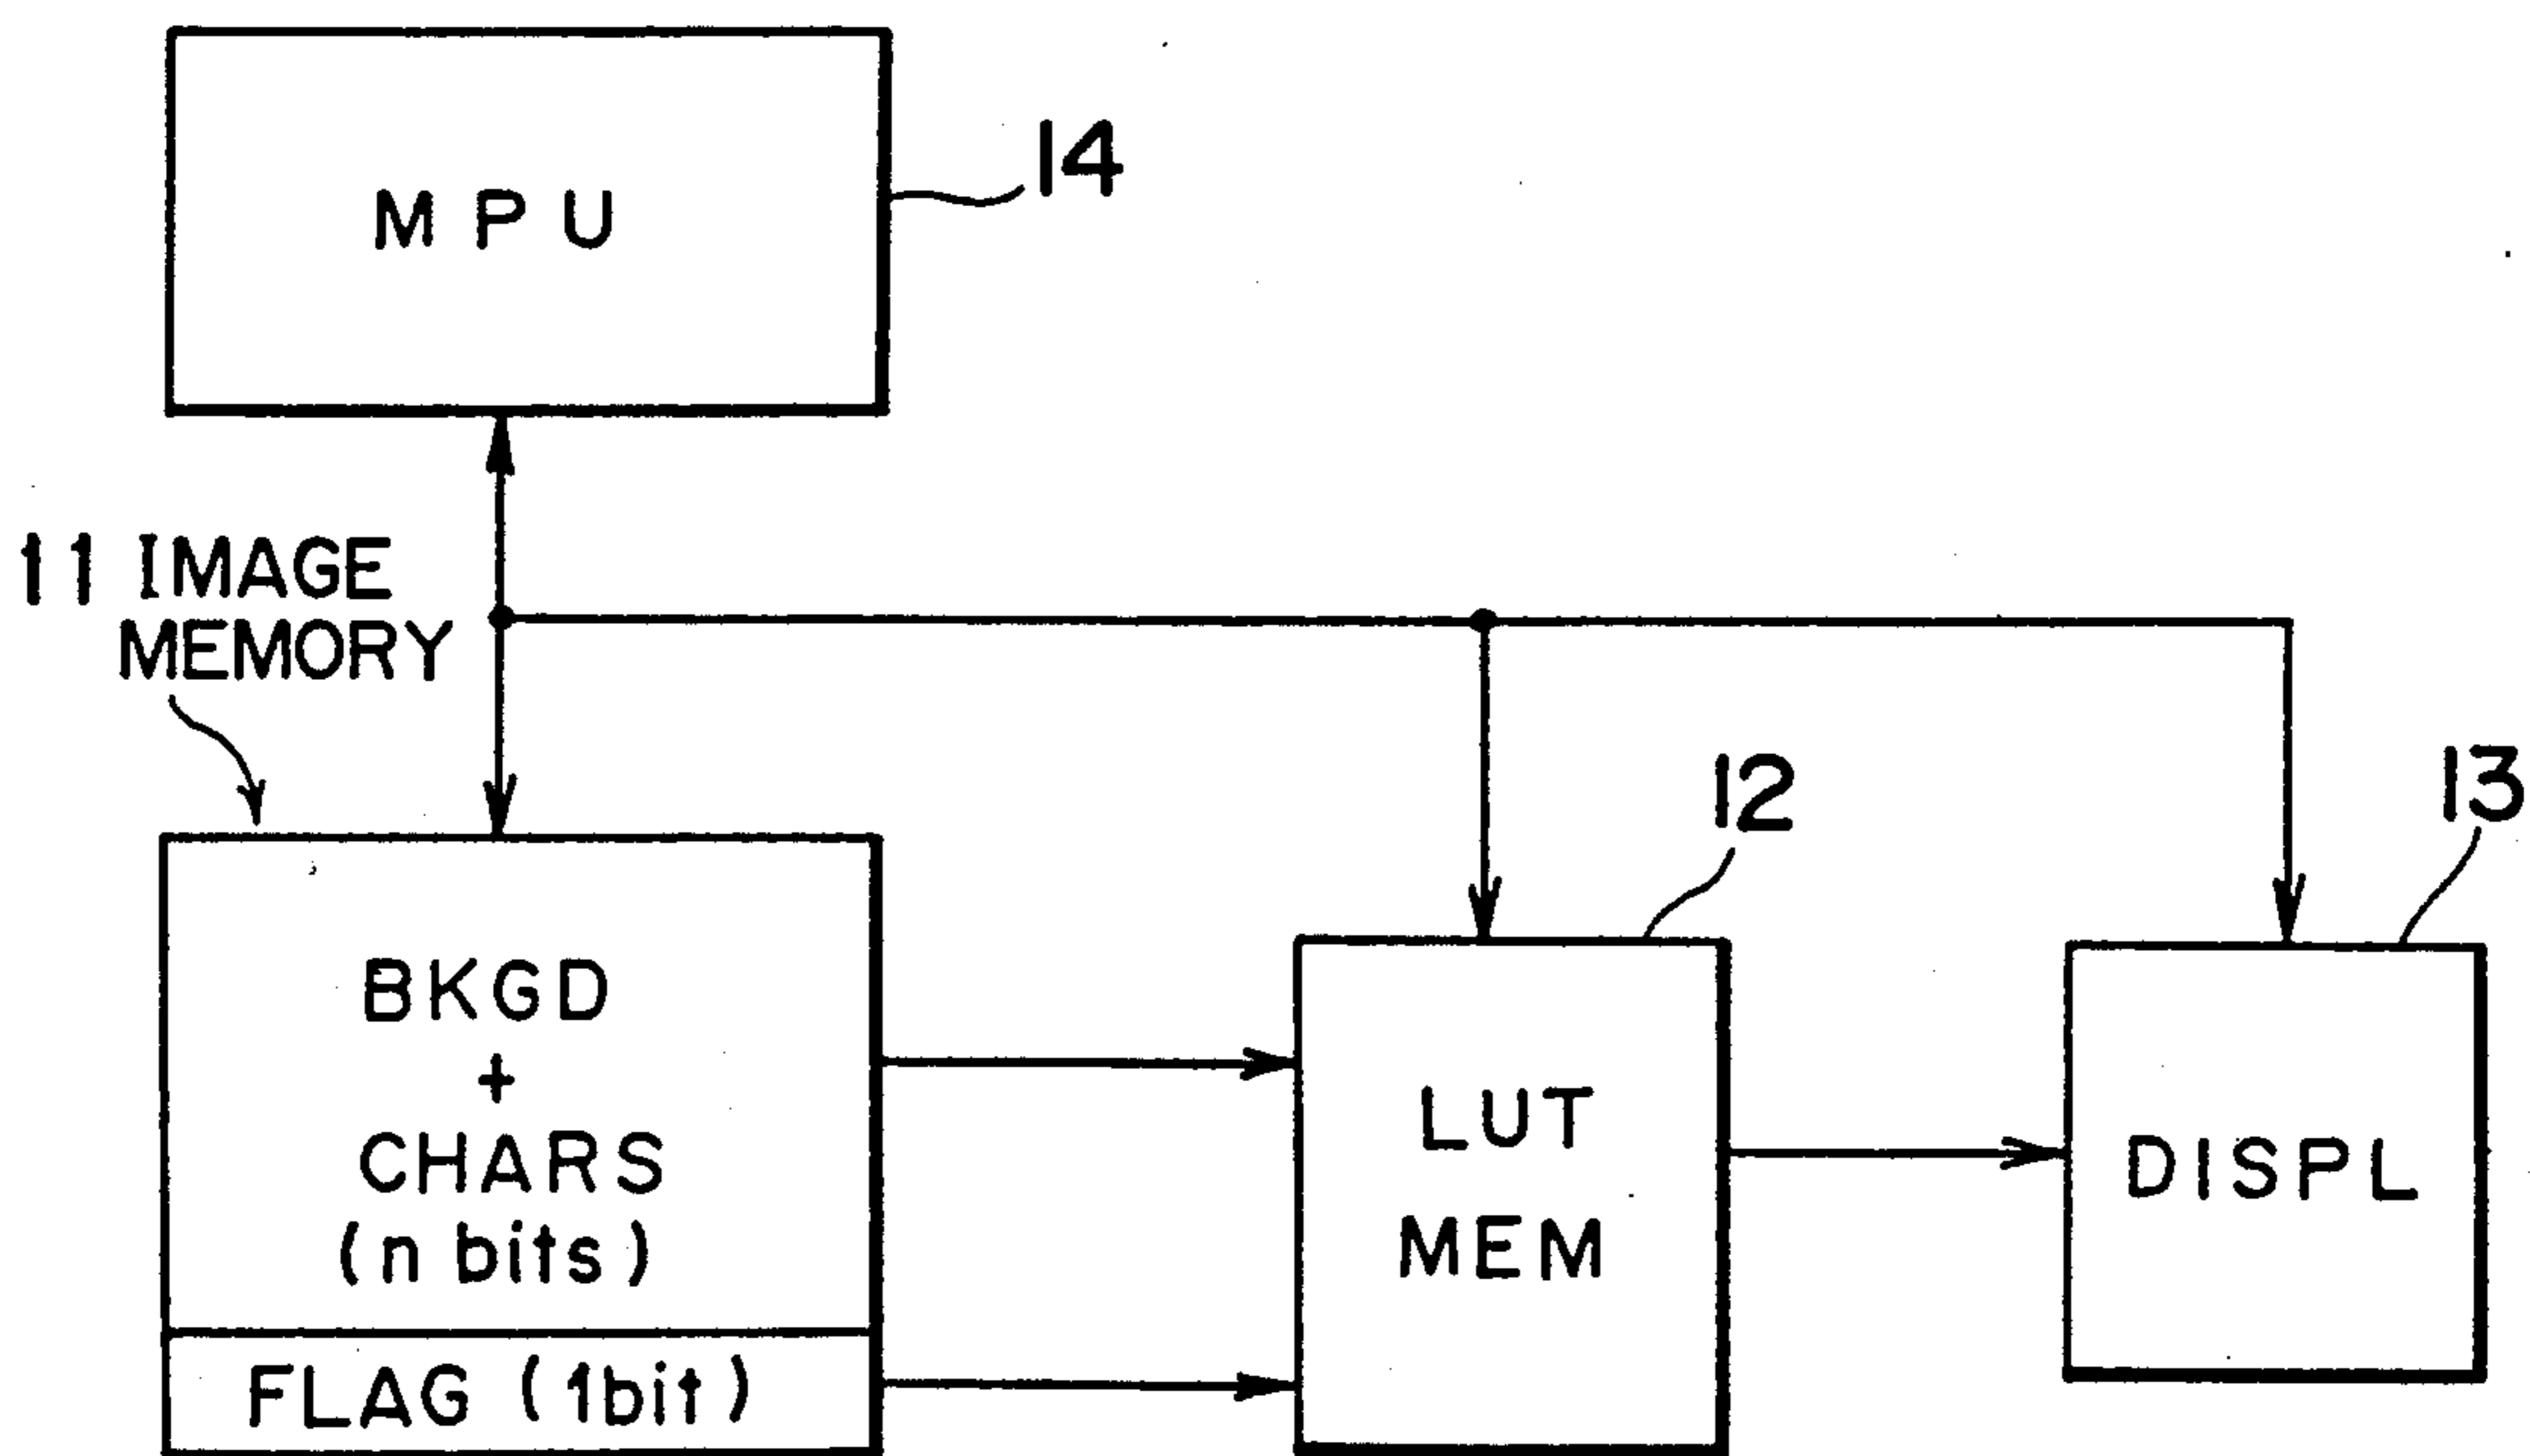 MPU
14
11 IMAGE
MEMORY
12
13
BKGD
+
CHARS
(n bits)
FLAG (1bit)
LUT
MEM
DISPL